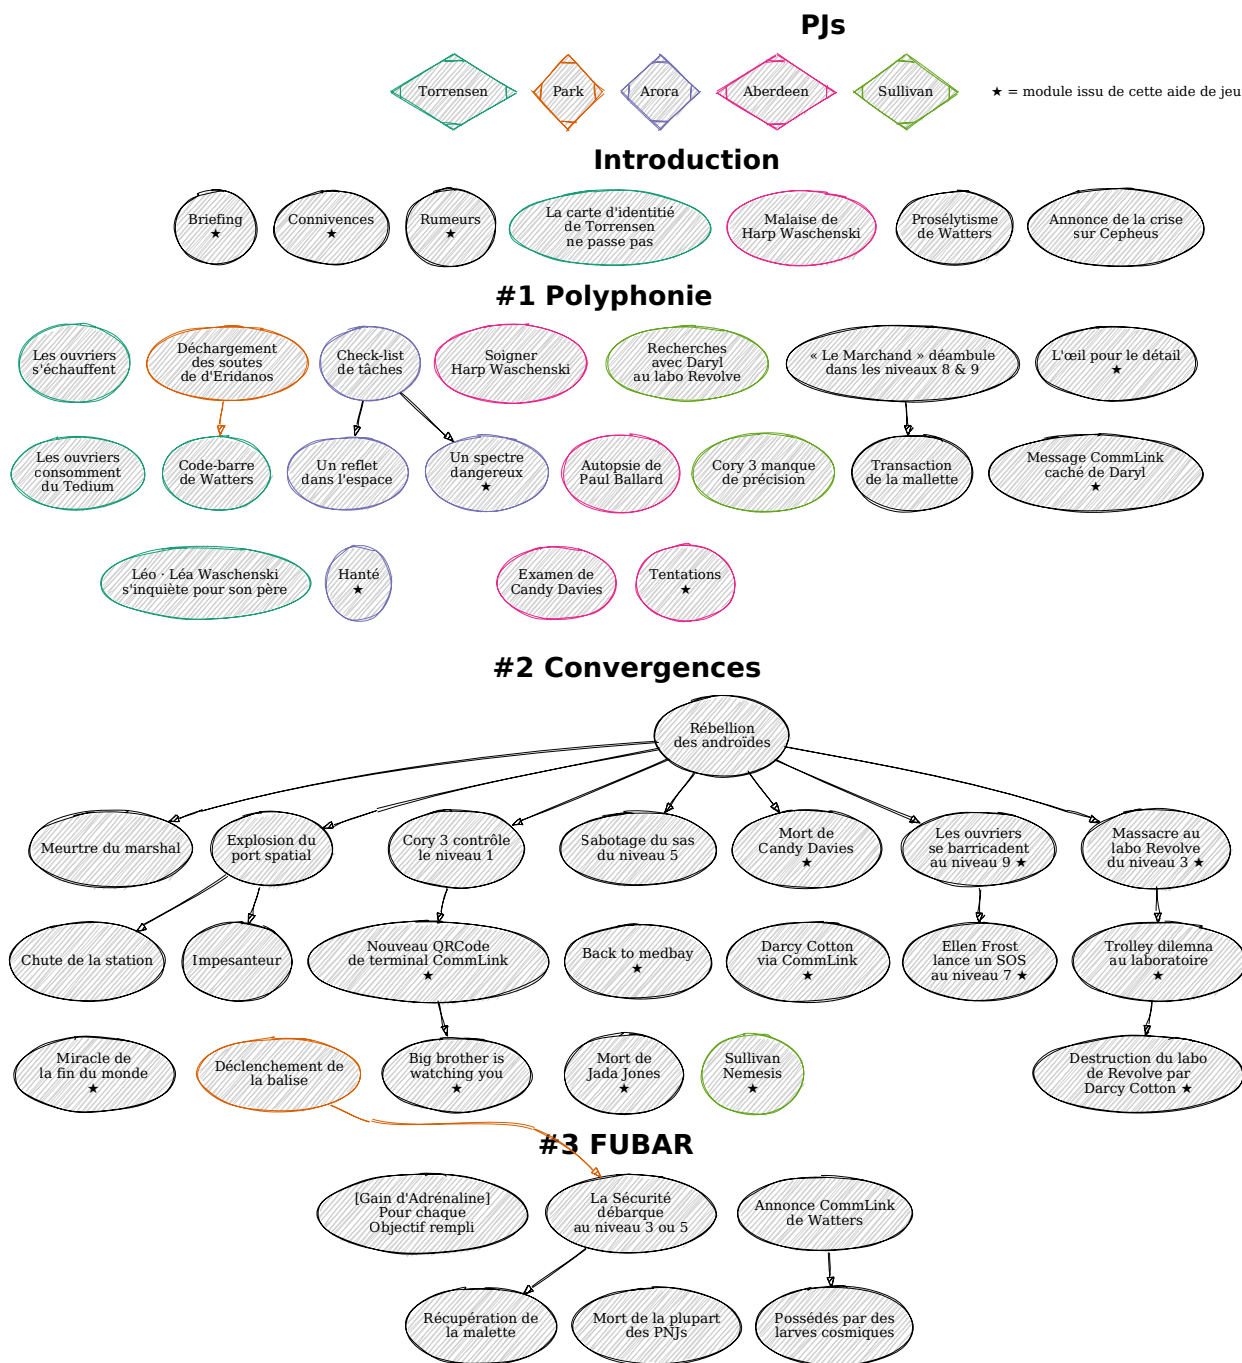 PJs
Torrensen
Park
Arora
Aberdeen
Sullivan
★ = module issu de cette aide de jeu
Introduction
Briefing
★
Connivences
★
Rumeurs
★
La carte d'identitié
de Torrensen
ne passe pas
Malaise de
Harp Waschenski
Prosélytisme
de Watters
Annonce de la crise
sur Cepheus
#1 Polyphonie
Les ouvriers
s'échauffent
Déchargement
des soutes
de d'Eridanos
Check-list
de tâches
Soigner
Harp Waschenski
Recherches
avec Daryl
au labo Revolve
« Le Marchand » déambule
dans les niveaux 8 & 9
L'œil pour le détail
★
Les ouvriers
consomment
du Tedium
Code-barre
de Watters
Un reflet
dans l'espace
Un spectre
dangereux
★
Autopsie de
Paul Ballard
Cory 3 manque
de précision
Transaction
de la mallette
Message CommLink
caché de Daryl
★
Léo · Léa Waschenski
s'inquiète pour son père
Hanté
★
Examen de
Candy Davies
Tentations
★
#2 Convergences
Rébellion
des androïdes
Meurtre du marshal
Explosion du
port spatial
Cory 3 contrôle
le niveau 1
Sabotage du sas
du niveau 5
Mort de
Candy Davies
★
Les ouvriers
se barricadent
au niveau 9 ★
Massacre au
labo Revolve
du niveau 3 ★
Chute de la station
Impesanteur
Nouveau QRCode
de terminal CommLink
★
Back to medbay
★
Darcy Cotton
via CommLink
★
Ellen Frost
lance un SOS
au niveau 7 ★
Trolley dilemna
au laboratoire
★
Miracle de
la fin du monde
★
Déclenchement de
la balise
Big brother is
watching you
★
Mort de
Jada Jones
★
Sullivan
Nemesis
★
Destruction du labo
de Revolve par
Darcy Cotton ★
#3 FUBAR
[Gain d'Adrénaline]
Pour chaque
Objectif rempli
La Sécurité
débarque
au niveau 3 ou 5
Annonce CommLink
de Watters
Récupération de
la malette
Mort de la plupart
des PNJs
Possédés par des
larves cosmiques